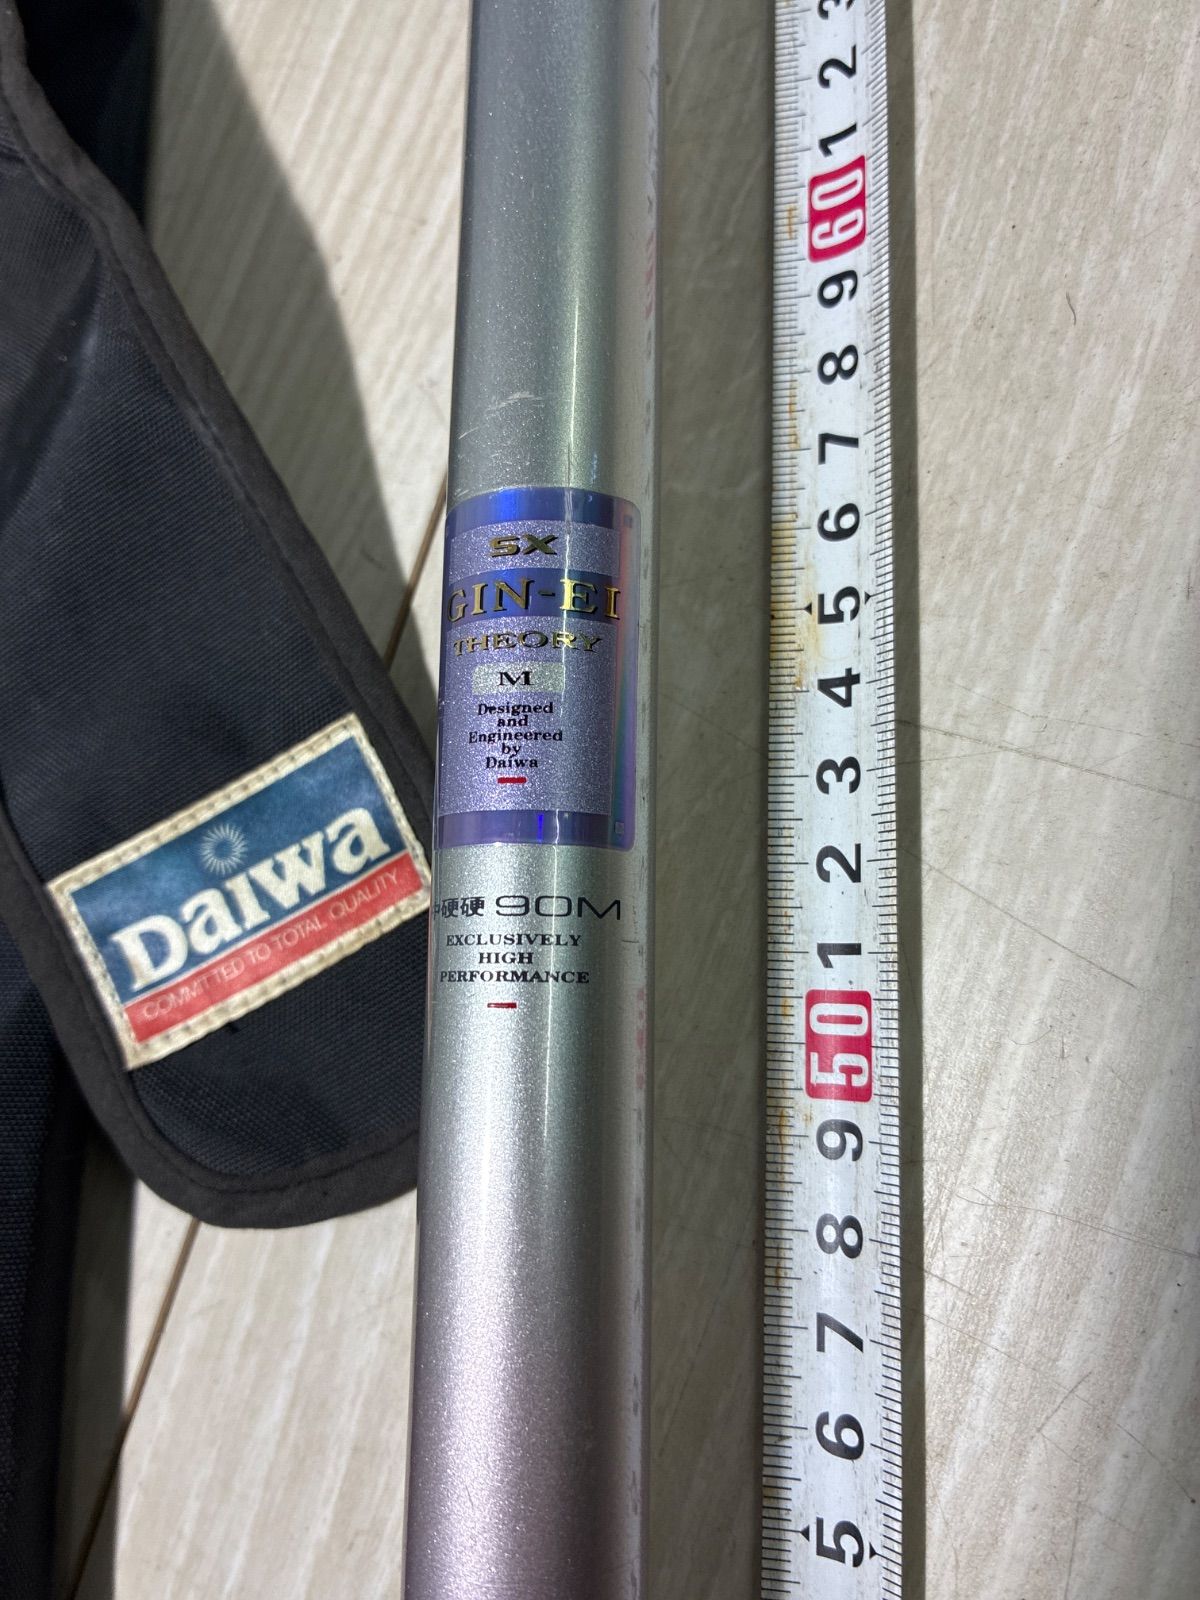 SX
GIN-EI
THEORY
M
Designed
and
Engineered
by
Daiwa
中硬硬 90M
EXCLUSIVELY
HIGH
PERFORMANCE
Daiwa
COMMITTED TO TOTAL QUALITY
3
2
1
60
9
8
7
6
5
4
3
2
1
50
9
8
7
6
5